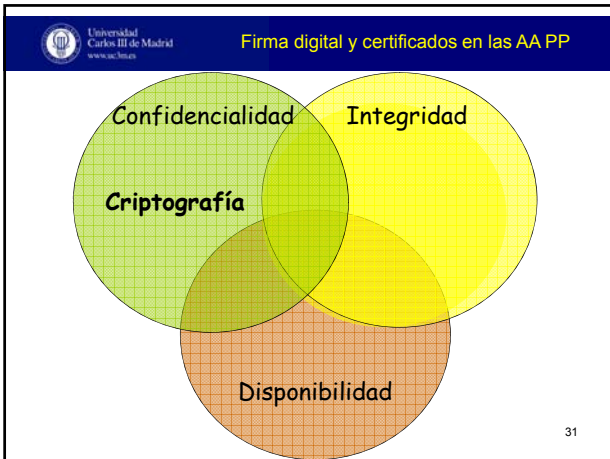 Universidad
Carlos III de Madrid
www.uc3m.es
Firma digital y certificados en las AA PP
Confidencialidad
Integridad
Criptografía
Disponibilidad
31